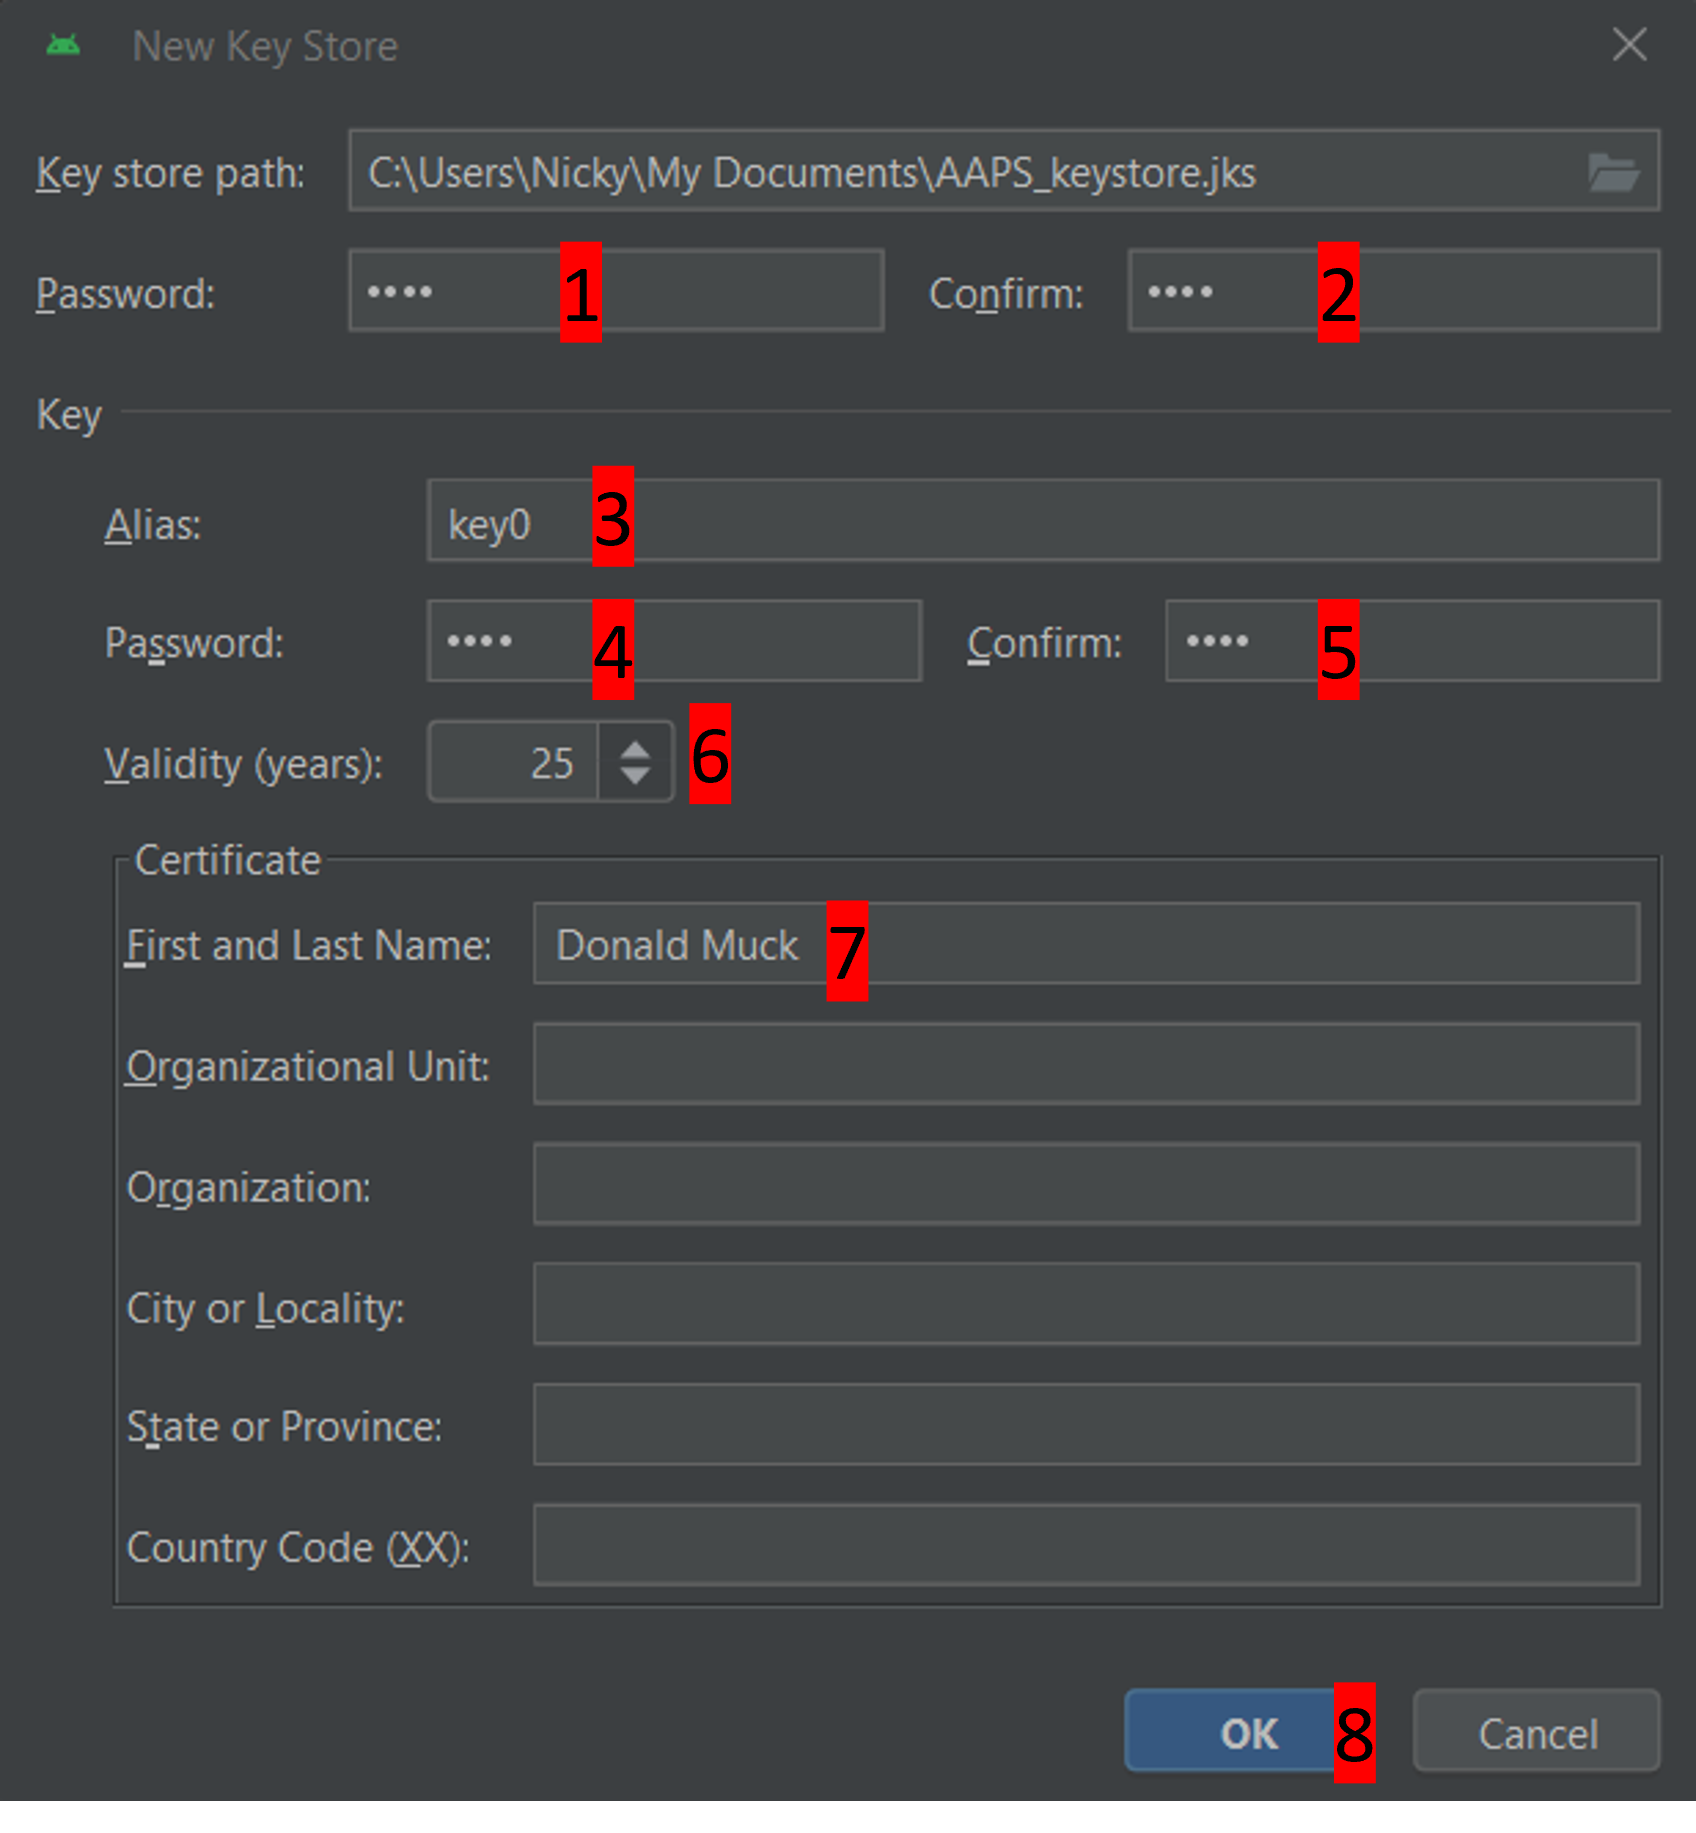 New Key Store
Key store path: C:\Users\Nicky\My Documents\AAPS_keystore.jks
Password: •••• 1 Confirm: •••• 2
Key
Alias: key0 3
Password: •••• 4 Confirm: •••• 5
Validity (years): 25 6
Certificate
First and Last Name: Donald Muck 7
Organizational Unit:
Organization:
City or Locality:
State or Province:
Country Code (XX):
OK 8 Cancel